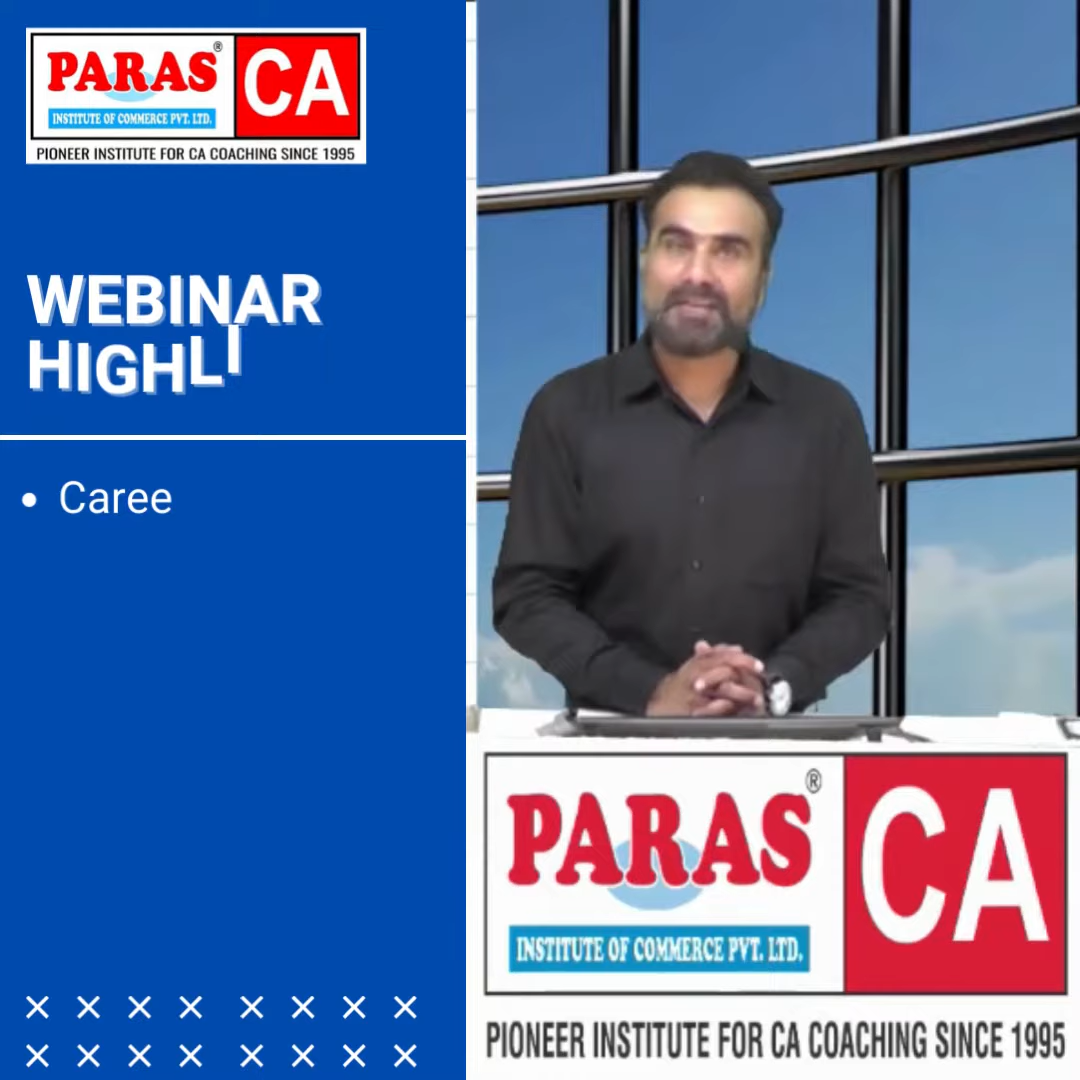 PARAS®
CA
INSTITUTE OF COMMERCE PVT. LTD.
PIONEER INSTITUTE FOR CA COACHING SINCE 1995
WEBINAR
HIGHLI
• Caree
PARAS®
CA
INSTITUTE OF COMMERCE PVT. LTD.
PIONEER INSTITUTE FOR CA COACHING SINCE 1995